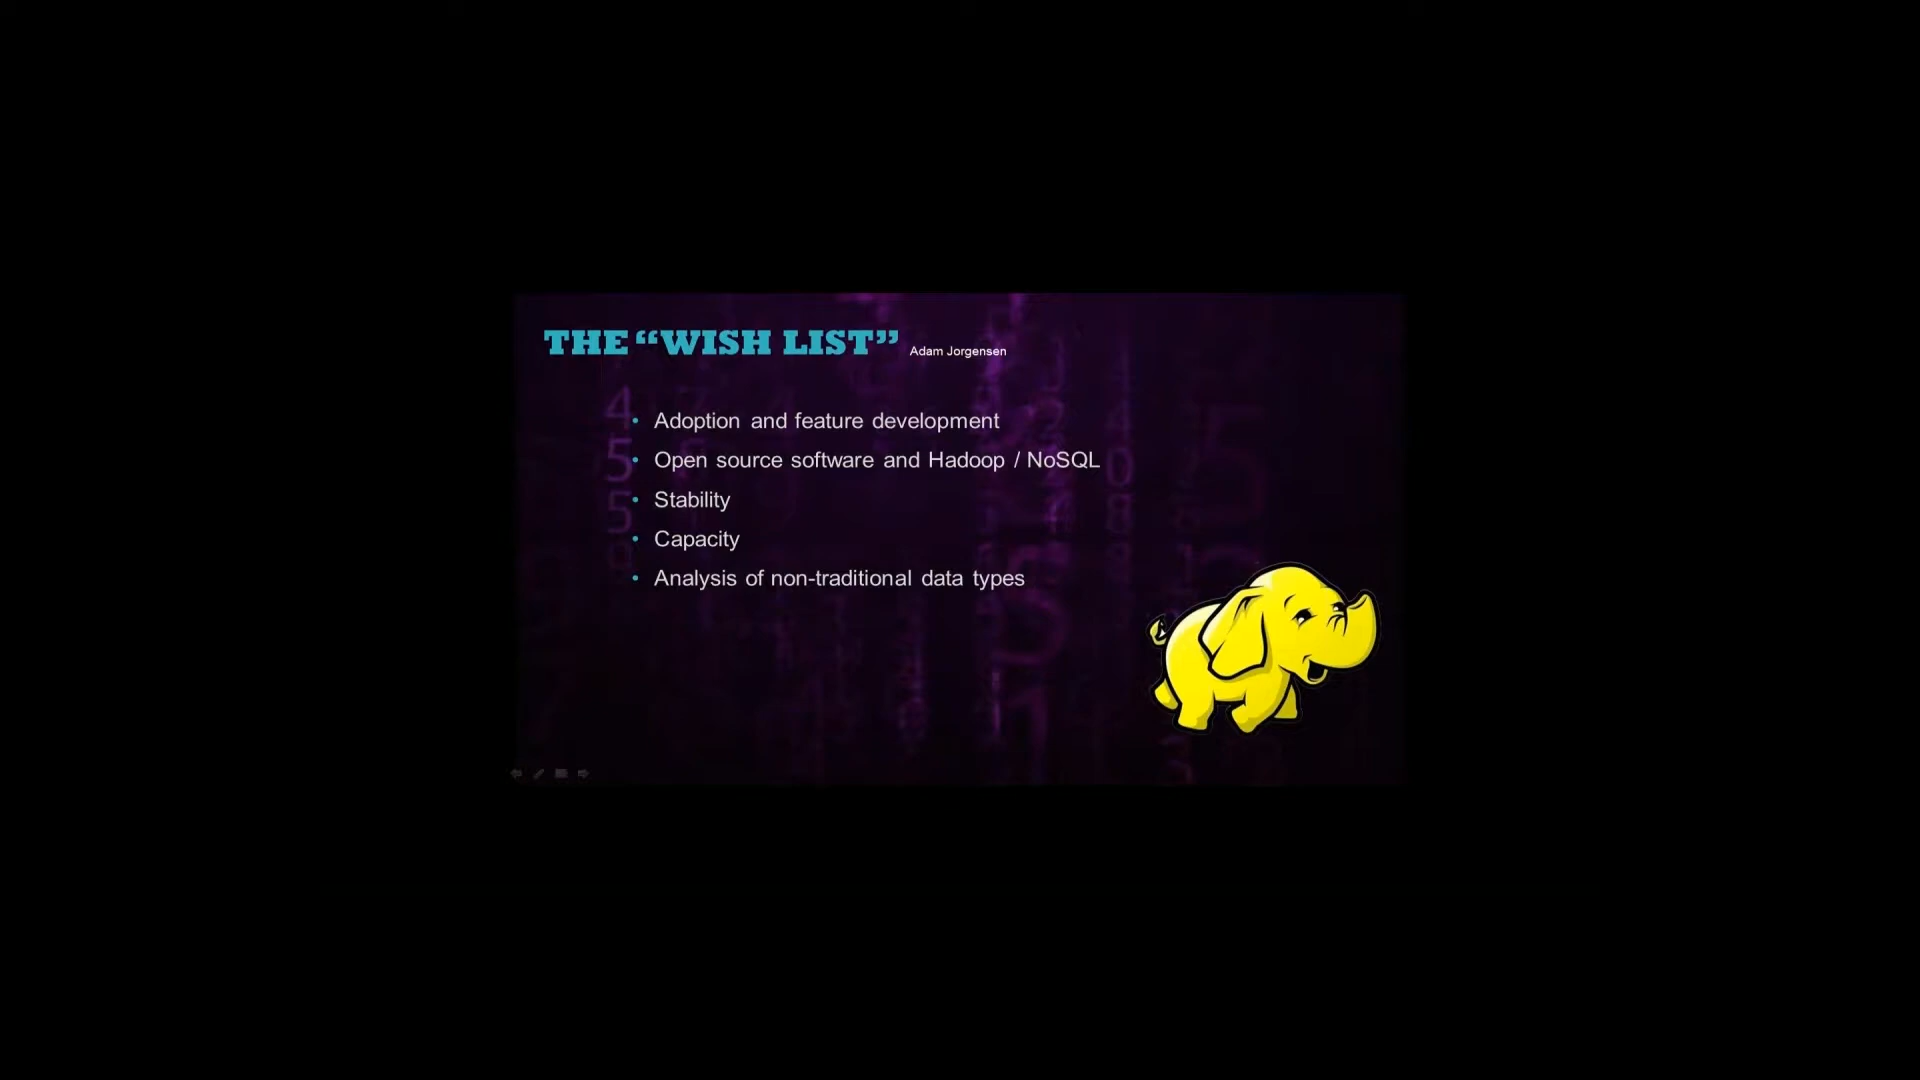 THE “WISH LIST” Adam Jorgensen
• Adoption and feature development
• Open source software and Hadoop / NoSQL
• Stability
• Capacity
• Analysis of non-traditional data types